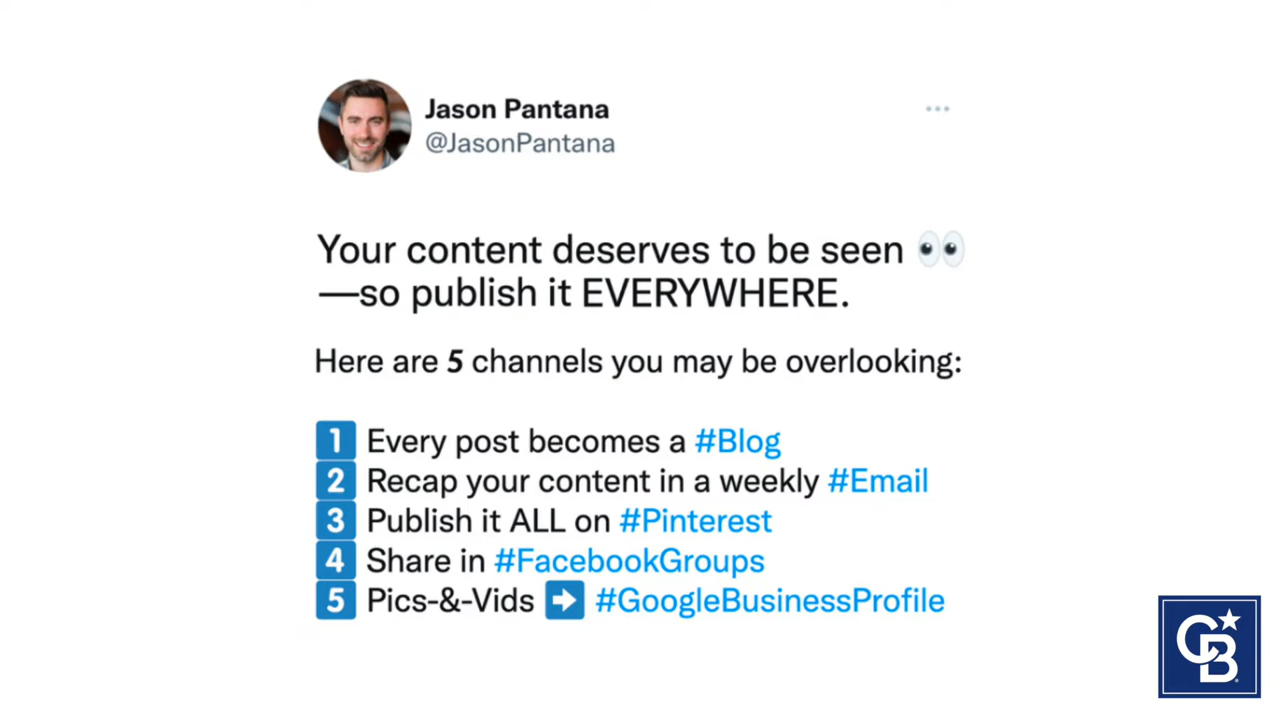 Jason Pantana
@JasonPantana
Your content deserves to be seen 👀
—so publish it EVERYWHERE.
Here are 5 channels you may be overlooking:
1️⃣ Every post becomes a #Blog
2️⃣ Recap your content in a weekly #Email
3️⃣ Publish it ALL on #Pinterest
4️⃣ Share in #FacebookGroups
5️⃣ Pics-&-Vids ➡️ #GoogleBusinessProfile
CB